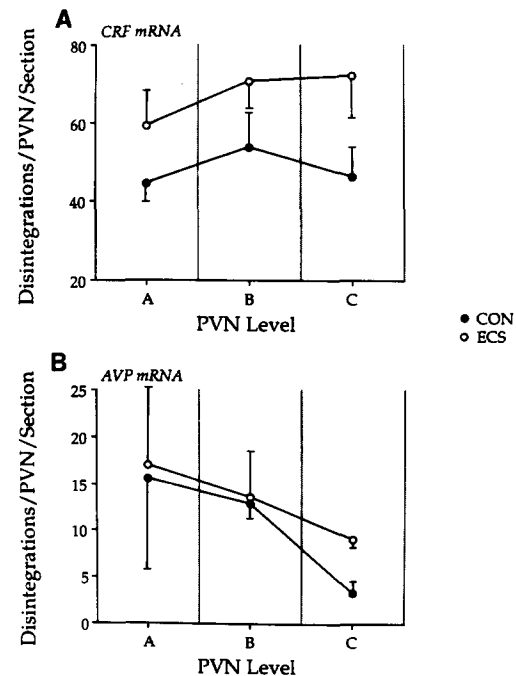 A
CRF mRNA
Disintegrations/PVN/Section
80
60
40
20
A B C
PVN Level
CON
ECS
B
AVP mRNA
Disintegrations/PVN/Section
25
20
15
10
5
0
A B C
PVN Level